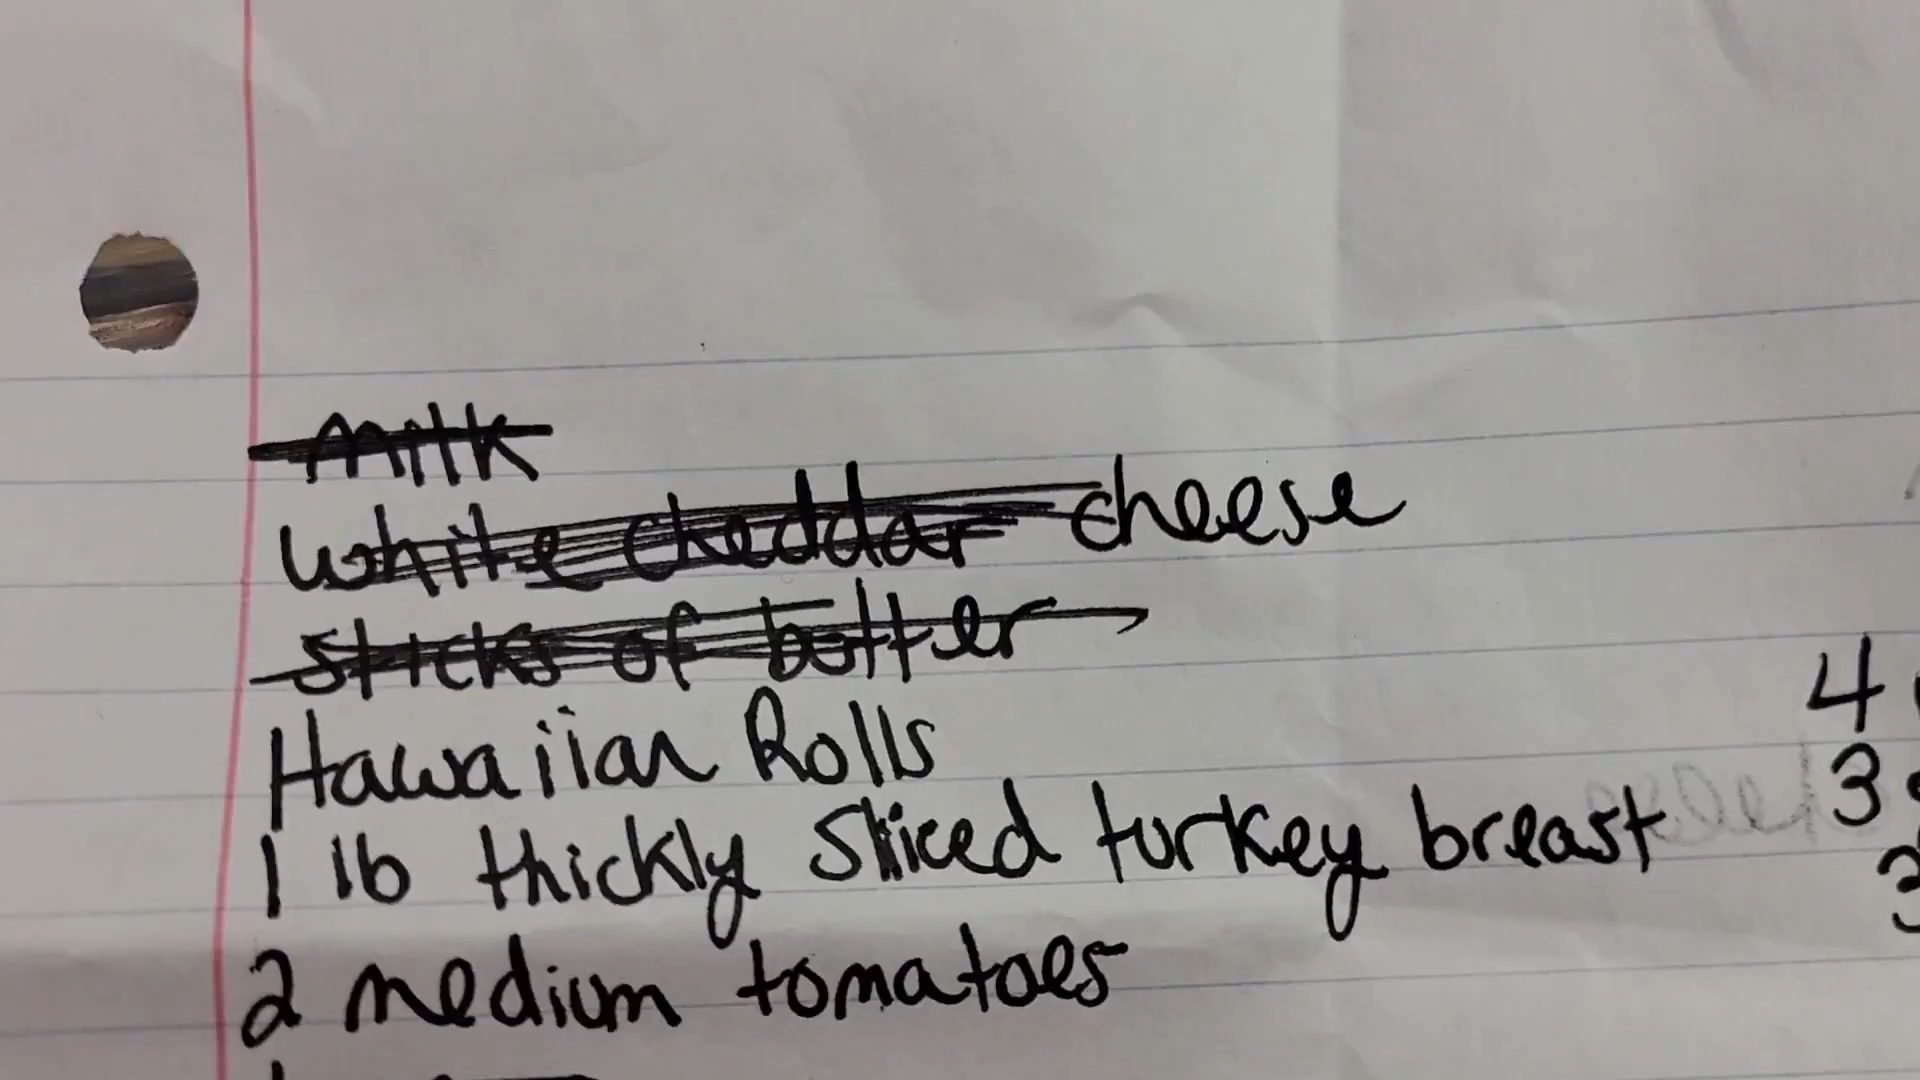 milk
white cheddar cheese
sticks of butter
Hawaiian Rolls
1 lb thickly sliced turkey breast
2 medium tomatoes
4
3
3